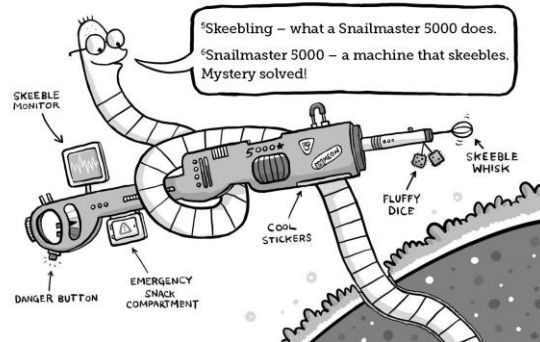 ⁵Skeebling – what a Snailmaster 5000 does.
⁶Snailmaster 5000 – a machine that skeebles.
Mystery solved!
SKEEBLE
MONITOR
5000★
SKEEBLE
WHISK
FLUFFY
DICE
COOL
STICKERS
EMERGENCY
SNACK
COMPARTMENT
DANGER BUTTON